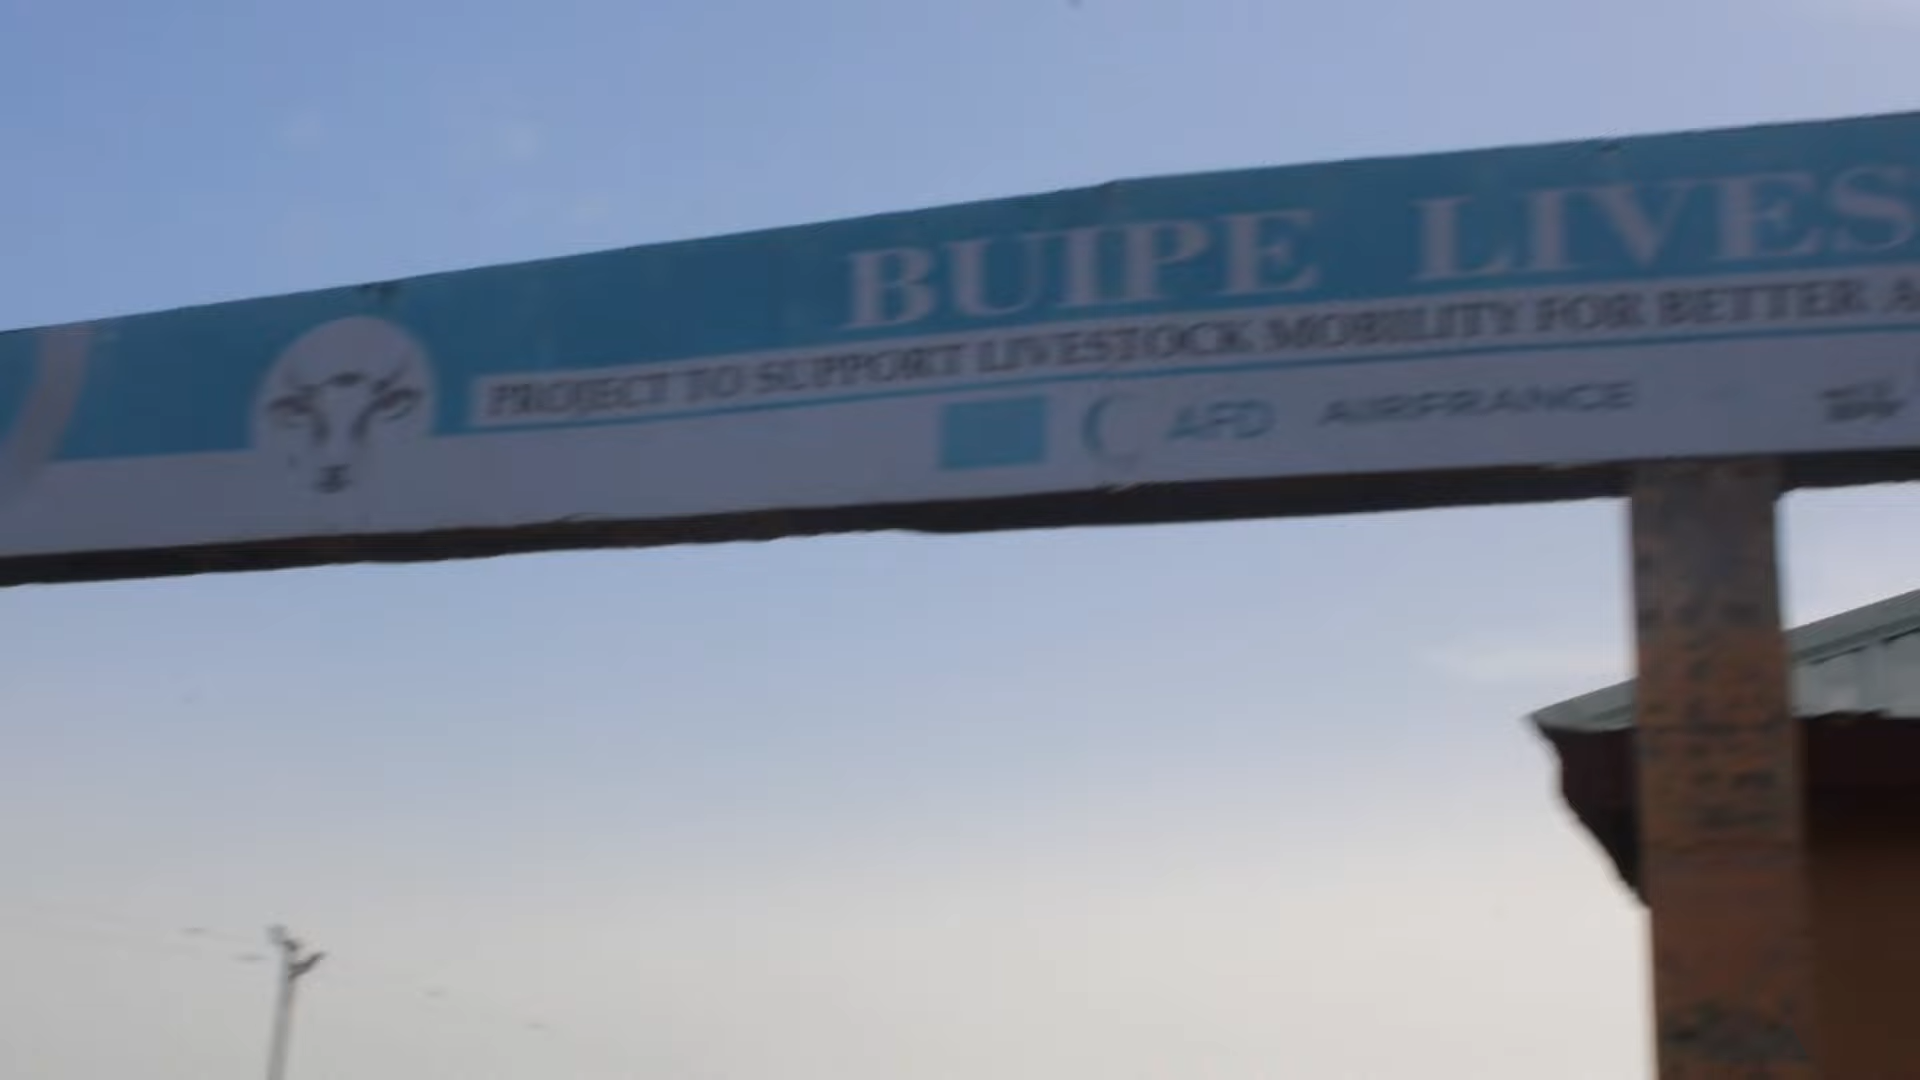 BUIPE LIVES
PROJECT TO SUPPORT LIVESTOCK MOBILITY FOR BETTER A
AFD AIRFRANCE